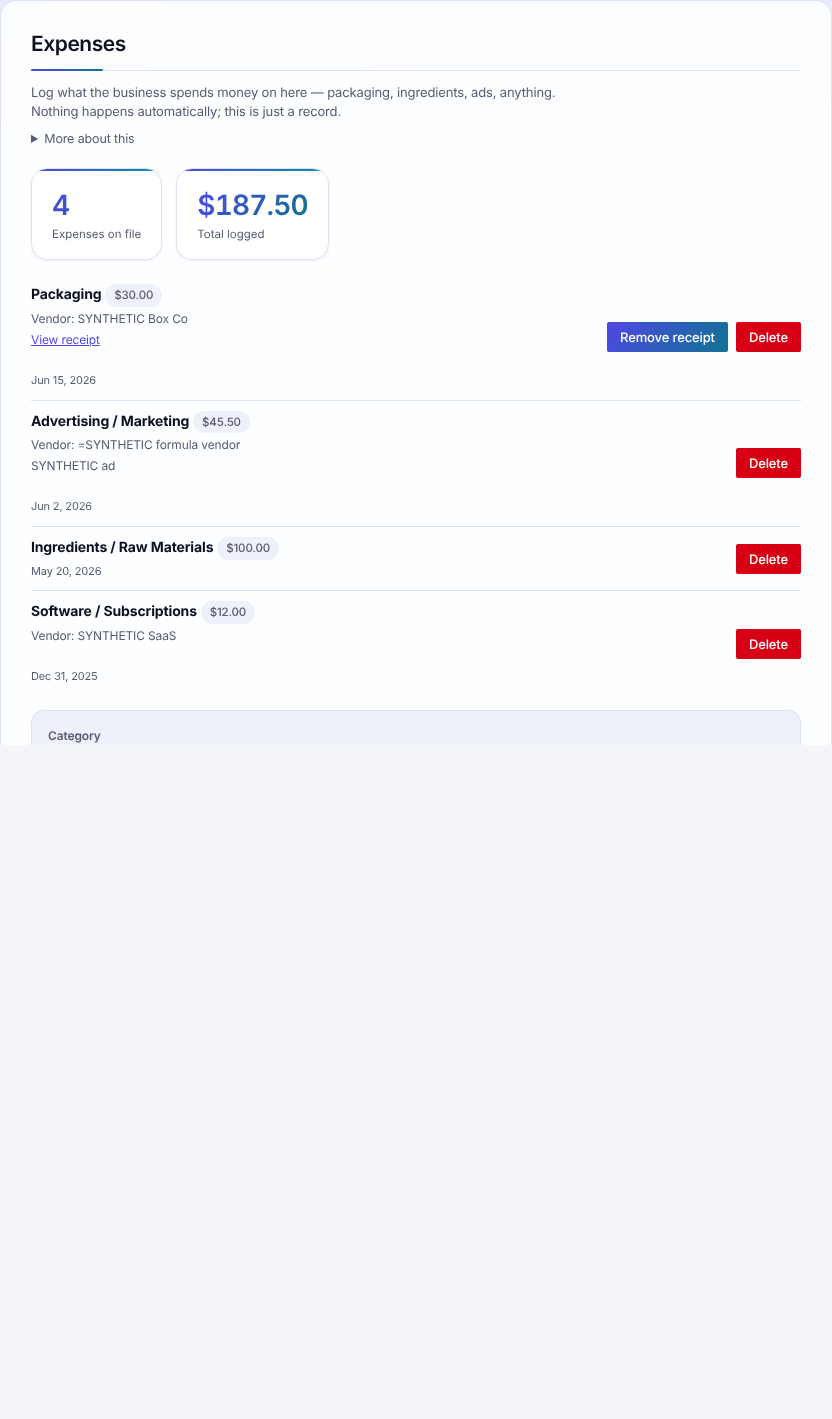 Expenses
Log what the business spends money on here — packaging, ingredients, ads, anything.
Nothing happens automatically; this is just a record.
More about this
4
Expenses on file
$187.50
Total logged
Packaging $30.00
Vendor: SYNTHETIC Box Co
View receipt
Remove receipt
Delete
Jun 15, 2026
Advertising / Marketing $45.50
Vendor: =SYNTHETIC formula vendor
SYNTHETIC ad
Delete
Jun 2, 2026
Ingredients / Raw Materials $100.00
Delete
May 20, 2026
Software / Subscriptions $12.00
Vendor: SYNTHETIC SaaS
Delete
Dec 31, 2025
Category